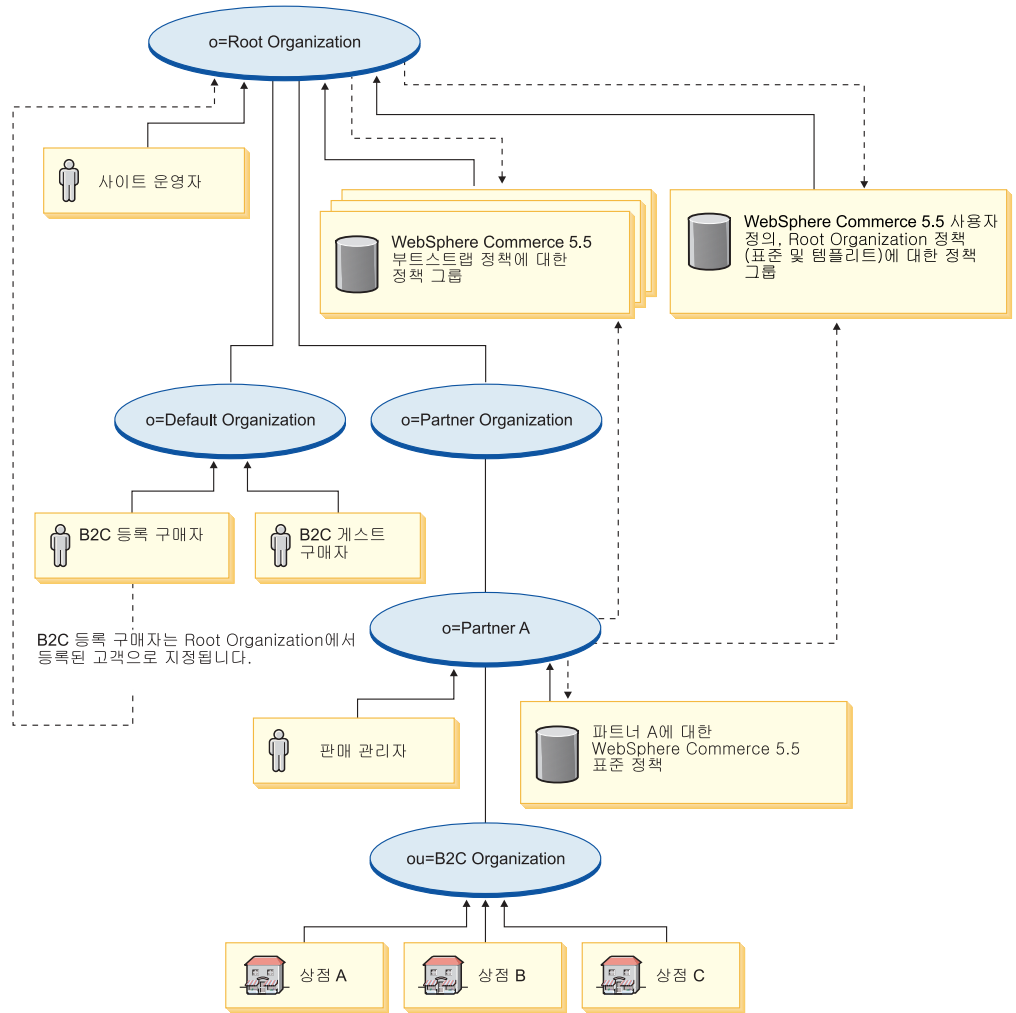 o=Root Organization
사이트 운영자
WebSphere Commerce 5.5
부트스트랩 정책에 대한
정책 그룹
WebSphere Commerce 5.5 사용자
정의, Root Organization 정책
(표준 및 템플리트)에 대한 정책
그룹
o=Default Organization
o=Partner Organization
B2C 등록 구매자
B2C 게스트
구매자
o=Partner A
B2C 등록 구매자는 Root Organization에서
등록된 고객으로 지정됩니다.
판매 관리자
파트너 A에 대한
WebSphere Commerce 5.5
표준 정책
ou=B2C Organization
상점 A
상점 B
상점 C